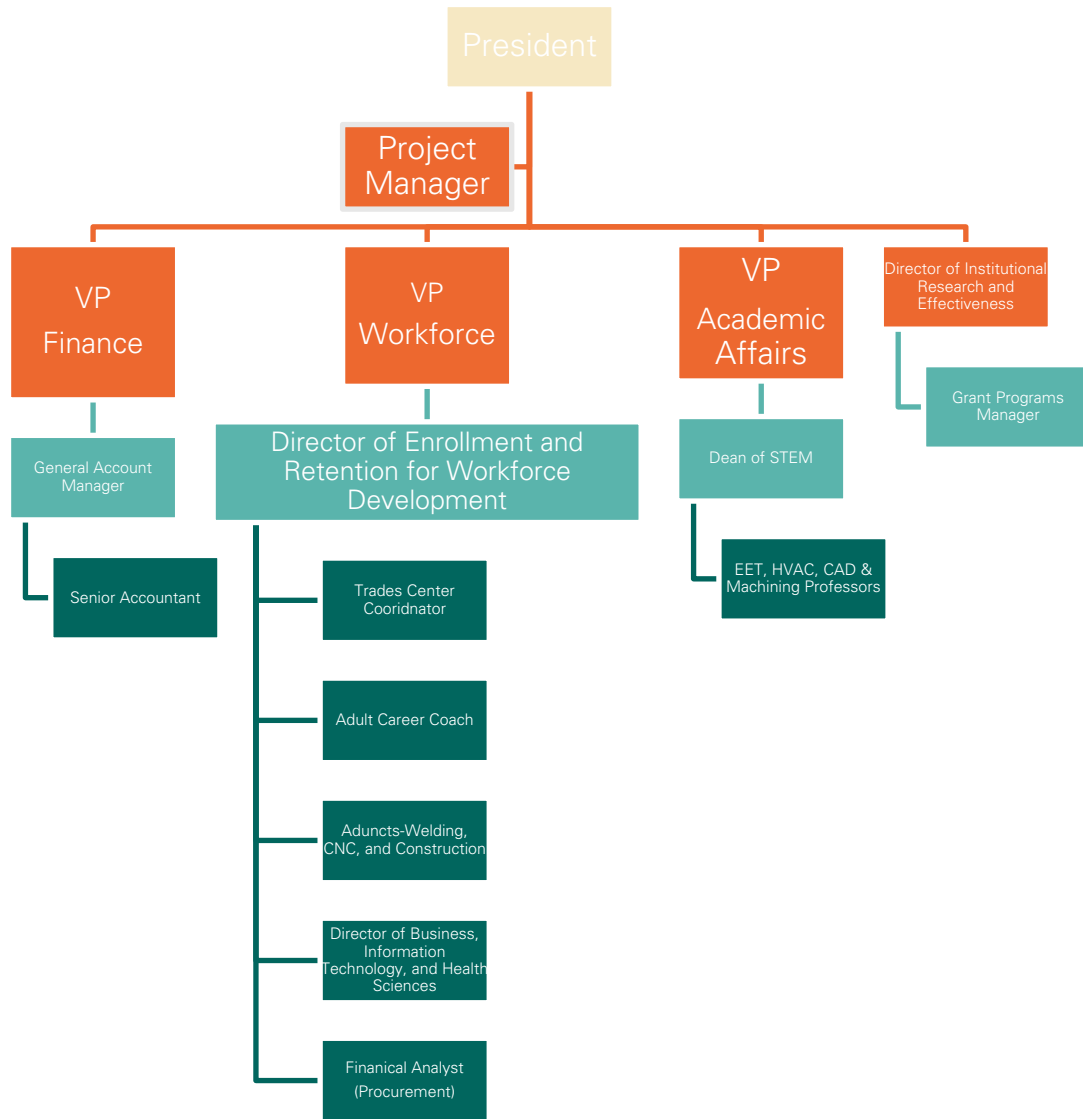 President
Project
Manager
VP
Finance
VP
Workforce
VP
Academic
Affairs
Director of Institutional
Research and
Effectiveness
General Account
Manager
Director of Enrollment and
Retention for Workforce
Development
Dean of STEM
Grant Programs
Manager
Senior Accountant
Trades Center
Cooridnator
EET, HVAC, CAD &
Machining Professors
Adult Career Coach
Aduncts-Welding,
CNC, and Construction
Director of Business,
Information
Technology, and Health
Sciences
Finanical Analyst
(Procurement)